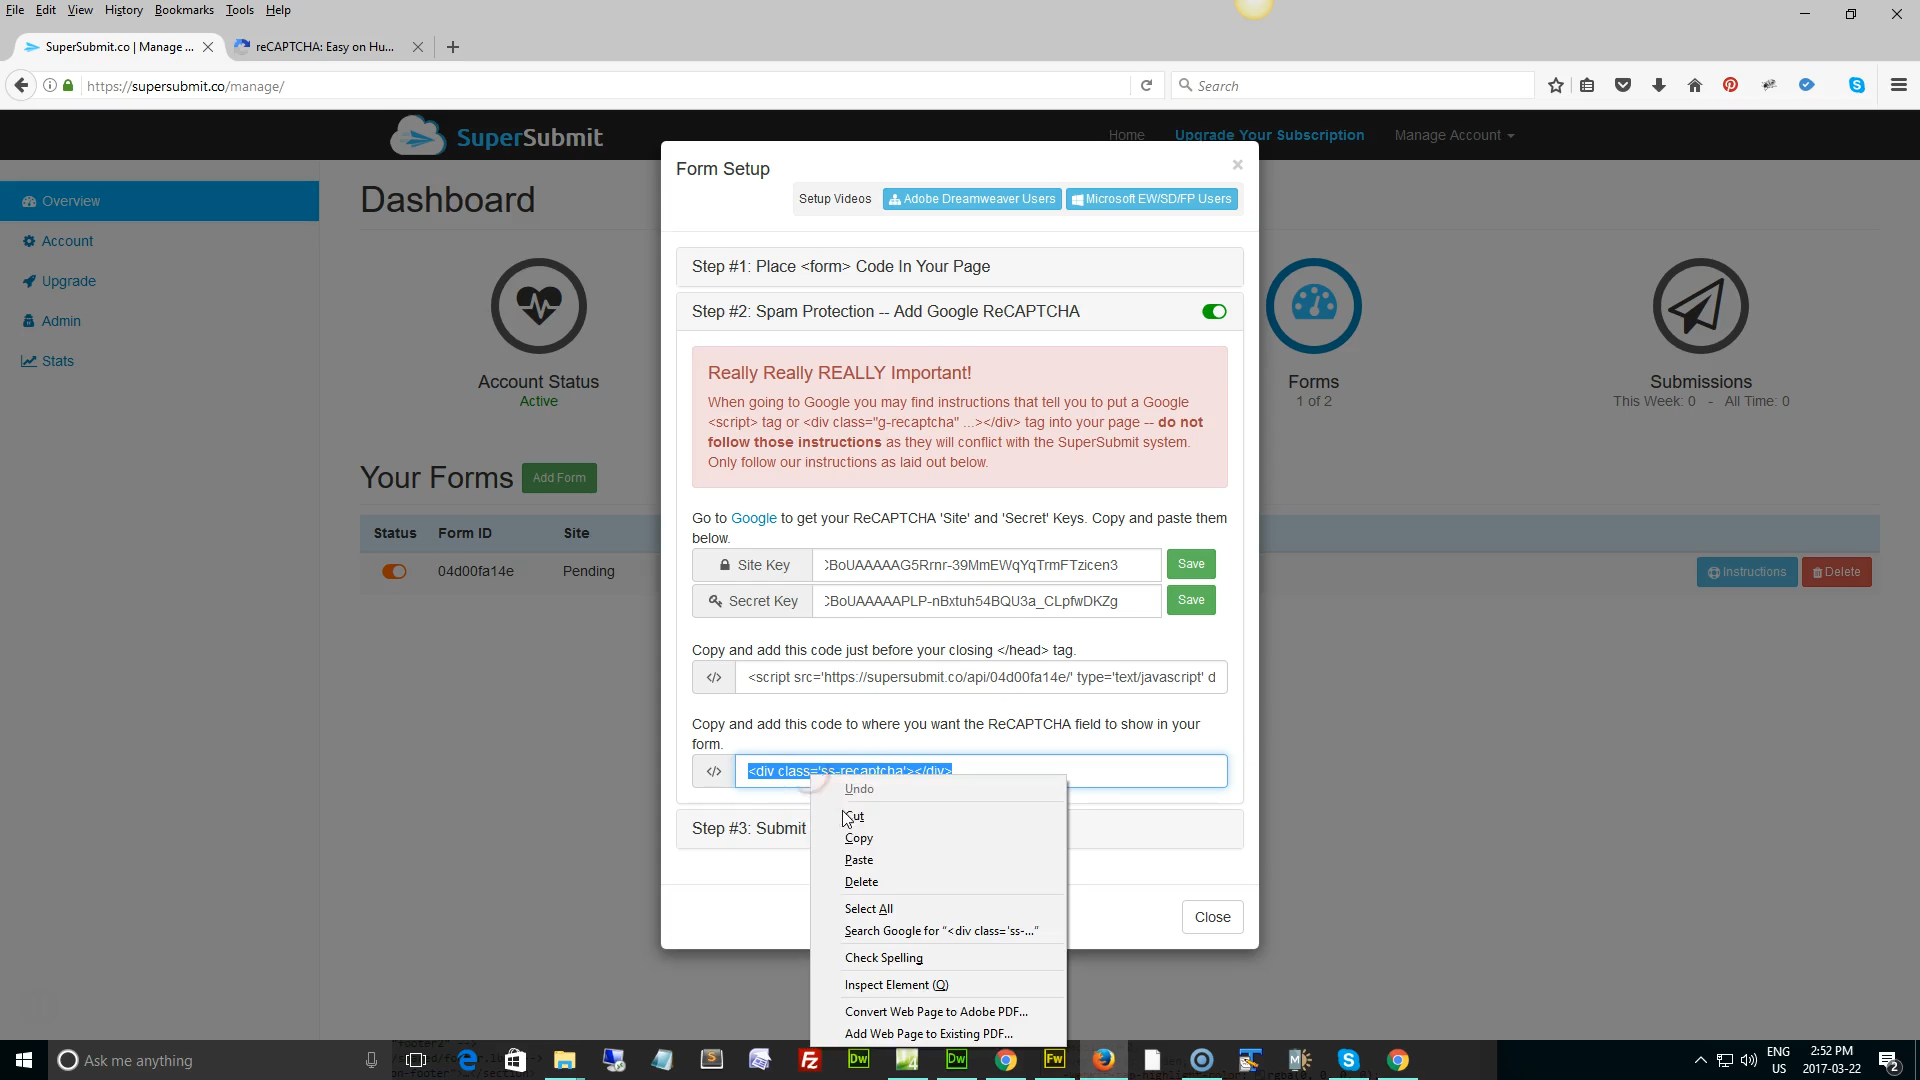 File Edit View History Bookmarks Tools Help
SuperSubmit.co | Manage ...
reCAPTCHA: Easy on Hu...
https://supersubmit.co/manage/
Search
SuperSubmit
Home
Upgrade Your Subscription
Manage Account
Overview
Account
Upgrade
Admin
Stats
Dashboard
Account Status
Active
Forms
1 of 2
Submissions
This Week: 0 - All Time: 0
Your Forms
Add Form
Status Form ID Site
04d00fa14e Pending
Instructions
Delete
Form Setup
×
Setup Videos
Adobe Dreamweaver Users
Microsoft EW/SD/FP Users
Step #1: Place <form> Code In Your Page
Step #2: Spam Protection -- Add Google ReCAPTCHA
Really Really REALLY Important!
When going to Google you may find instructions that tell you to put a Google
<script> tag or <div class="g-recaptcha" ...></div> tag into your page -- do not
follow those instructions as they will conflict with the SuperSubmit system.
Only follow our instructions as laid out below.
Go to Google to get your ReCAPTCHA 'Site' and 'Secret' Keys. Copy and paste them
below.
Site Key
CBoUAAAAAG5Rrnr-39MmEWqYqTrmFTzicen3
Save
Secret Key
CBoUAAAAAPLP-nBxtuh54BQU3a_CLpfwDKZg
Save
Copy and add this code just before your closing </head> tag.
</>
<script src='https://supersubmit.co/api/04d00fa14e/' type='text/javascript' d
Copy and add this code to where you want the ReCAPTCHA field to show in your
form.
</>
<div class='ss-recaptcha'></div>
Step #3: Submit
Close
Undo
Cut
Copy
Paste
Delete
Select All
Search Google for “<div class='ss-...”
Check Spelling
Inspect Element (Q)
Convert Web Page to Adobe PDF...
Add Web Page to Existing PDF...
Ask me anything
ENG
US
2:52 PM
2017-03-22
2